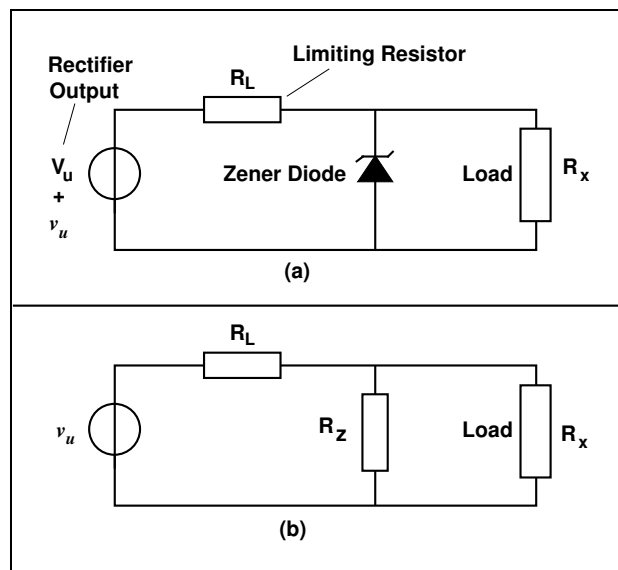 Rectifier
Output
Limiting Resistor
R_L
V_u
+
v_u
Zener Diode
Load
R_x
(a)
R_L
v_u
R_z
Load
R_x
(b)